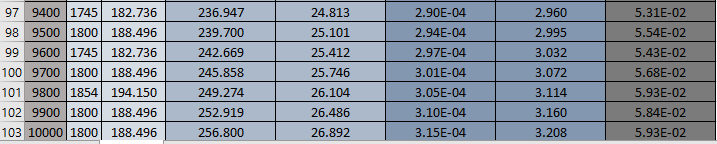 97 9400 1745 182.736 236.947 24.813 2.90E-04 2.960 5.31E-02
98 9500 1800 188.496 239.700 25.101 2.94E-04 2.995 5.54E-02
99 9600 1745 182.736 242.669 25.412 2.97E-04 3.032 5.43E-02
100 9700 1800 188.496 245.858 25.746 3.01E-04 3.072 5.68E-02
101 9800 1854 194.150 249.274 26.104 3.05E-04 3.114 5.93E-02
102 9900 1800 188.496 252.919 26.486 3.10E-04 3.160 5.84E-02
103 10000 1800 188.496 256.800 26.892 3.15E-04 3.208 5.93E-02